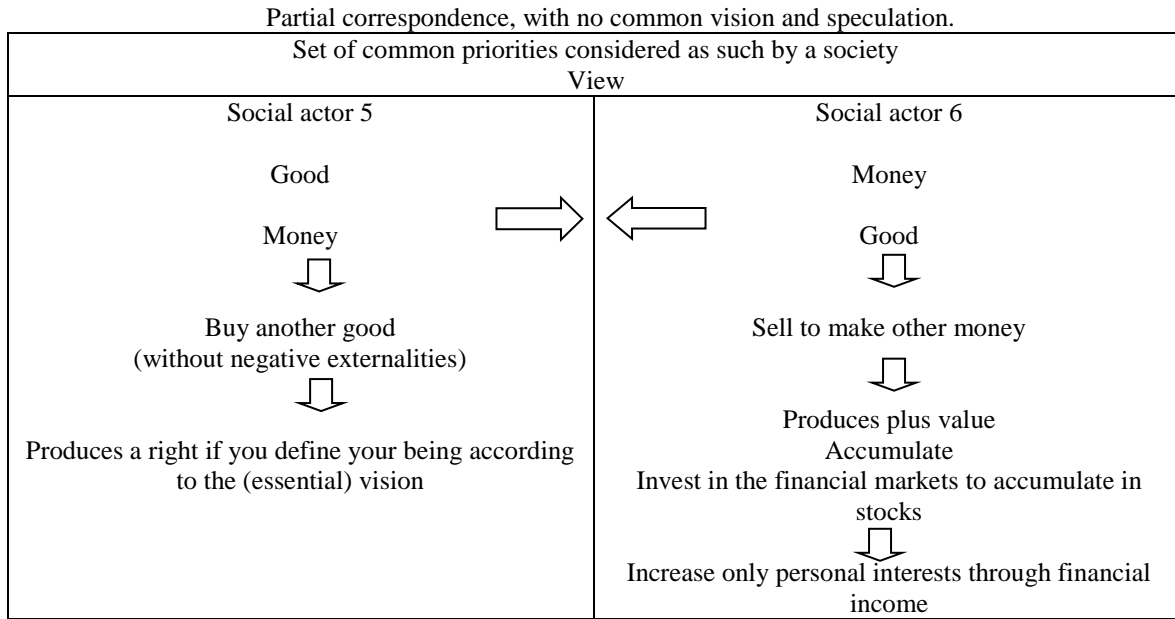 Partial correspondence, with no common vision and speculation.
Set of common priorities considered as such by a society
View
Social actor 5
Good
Money
Buy another good
(without negative externalities)
Produces a right if you define your being according
to the (essential) vision
Social actor 6
Money
Good
Sell to make other money
Produces plus value
Accumulate
Invest in the financial markets to accumulate in
stocks
Increase only personal interests through financial
income